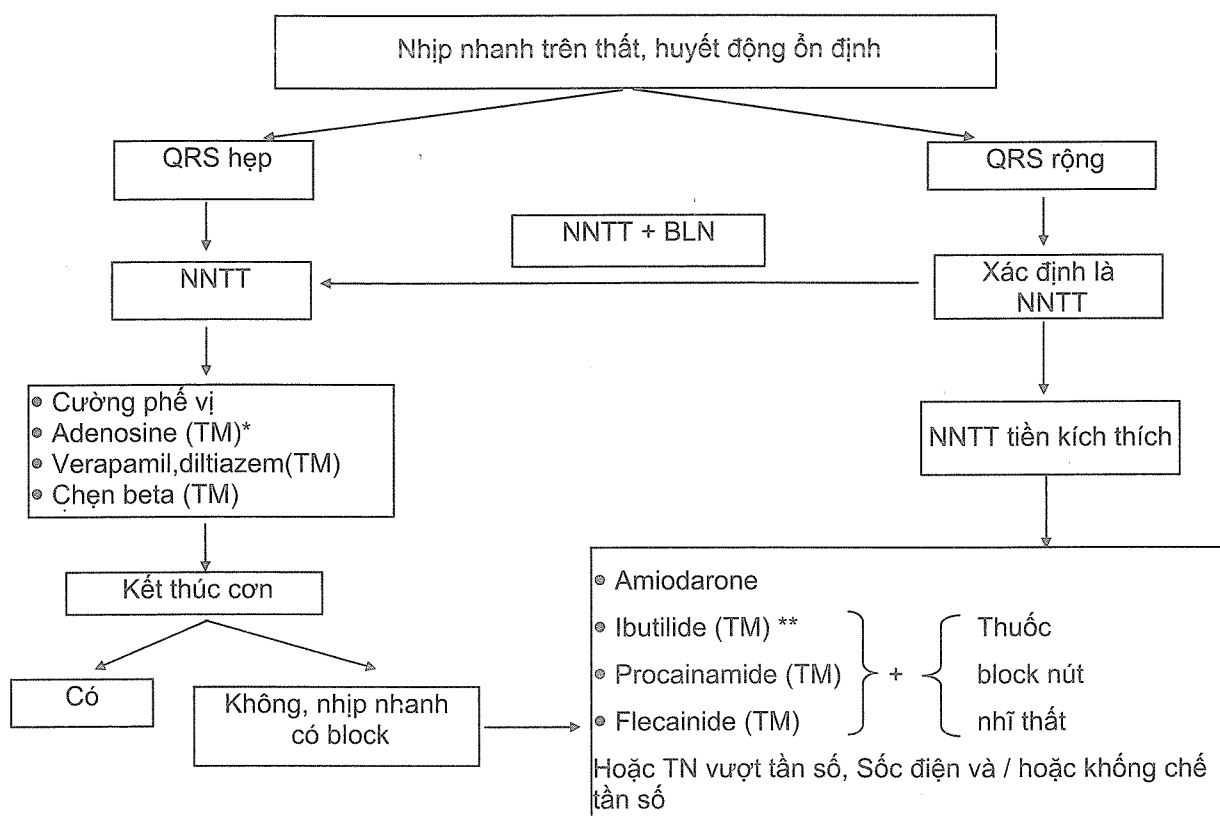 Nhịp nhanh trên thất, huyết động ổn định
QRS hẹp
QRS rộng
NNTT + BLN
NNTT
Xác định là
NNTT
• Cường phế vị
• Adenosine (TM)*
• Verapamil,diltiazem(TM)
• Chẹn beta (TM)
NNTT tiền kích thích
Kết thúc cơn
Có
Không, nhịp nhanh
có block
• Amiodarone
• Ibutilide (TM) ** Thuốc
• Procainamide (TM) + block nút
• Flecainide (TM) nhĩ thất
Hoặc TN vượt tần số, Sốc điện và / hoặc khống chế
tần số